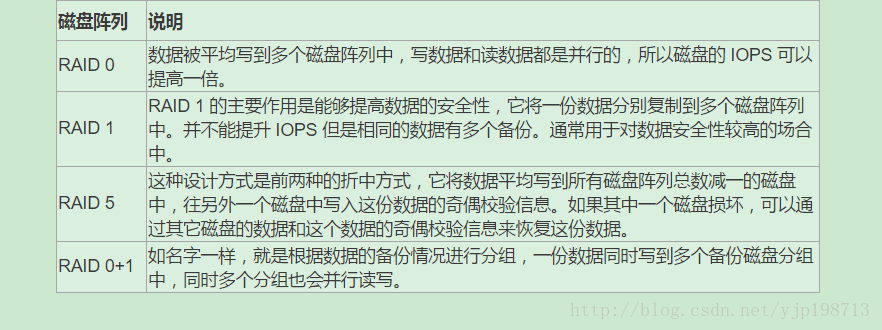 磁盘阵列 说明
RAID 0 数据被平均写到多个磁盘阵列中，写数据和读数据都是并行的，所以磁盘的 IOPS 可以
提高一倍。
RAID 1 的主要作用是能够提高数据的安全性，它将一份数据分别复制到多个磁盘阵列
RAID 1 中。并不能提升 IOPS 但是相同的数据有多个备份。通常用于对数据安全性较高的场合
中。
这种设计方式是前两种的折中方式，它将数据平均写到所有磁盘阵列总数减一的磁盘
RAID 5 中，往另外一个磁盘中写入这份数据的奇偶校验信息。如果其中一个磁盘损坏，可以通
过其它磁盘的数据和这个数据的奇偶校验信息来恢复这份数据。
RAID 0+1 如名字一样，就是根据数据的备份情况进行分组，一份数据同时写到多个备份磁盘分组
中，同时多个分组也会并行读写。
http://blog.csdn.net/yjp198713